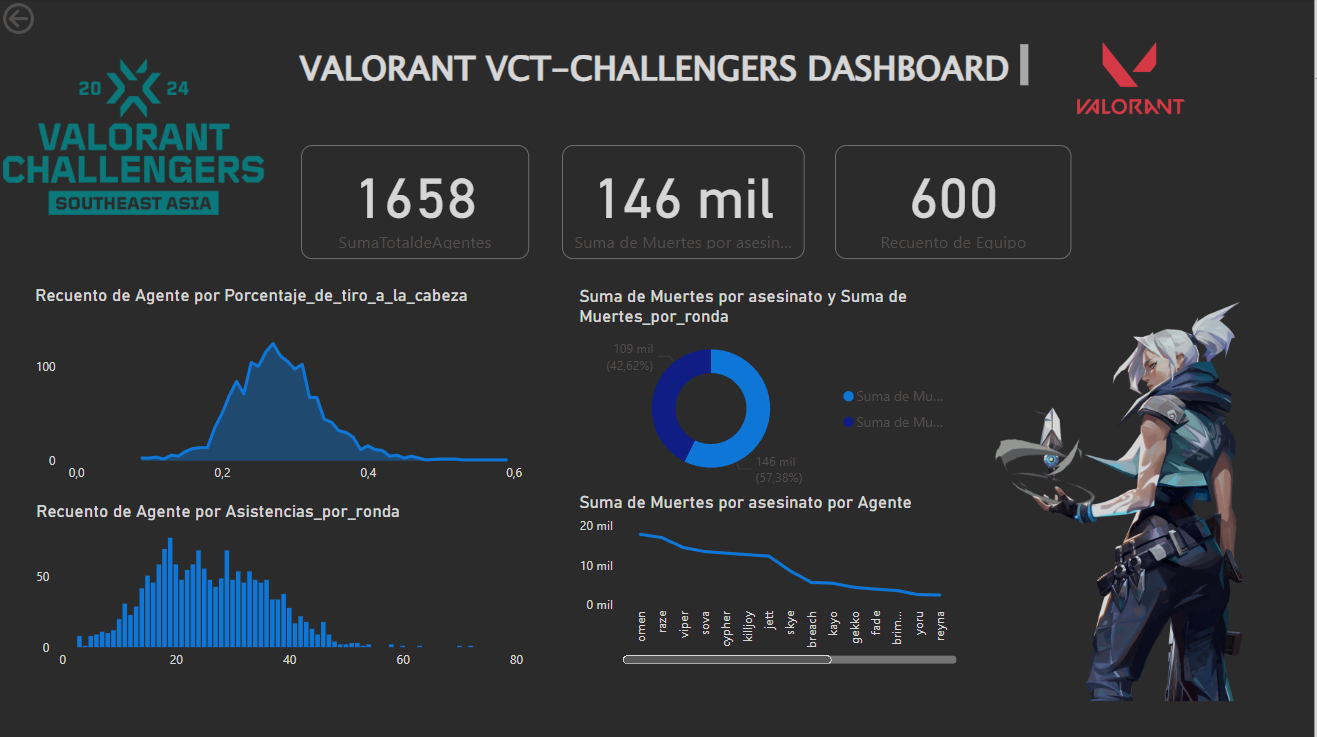 VALORANT VCT-CHALLENGERS DASHBOARD
20 24
VALORANT
CHALLENGERS
SOUTHEAST ASIA
VALORANT
1658
SumaTotaldeAgentes
146 mil
Suma de Muertes por asesin...
600
Recuento de Equipo
Recuento de Agente por Porcentaje_de_tiro_a_la_cabeza
100
0
0,0 0,2 0,4 0,6
Suma de Muertes por asesinato y Suma de
Muertes_por_ronda
109 mil
(42,62%)
146 mil
(57,38%)
Suma de Mu...
Suma de Mu...
Recuento de Agente por Asistencias_por_ronda
50
0
0 20 40 60 80
Suma de Muertes por asesinato por Agente
20 mil
10 mil
0 mil
omen
raze
viper
sova
cypher
killjoy
jett
skye
breach
kayo
gekko
fade
brim...
yoru
reyna